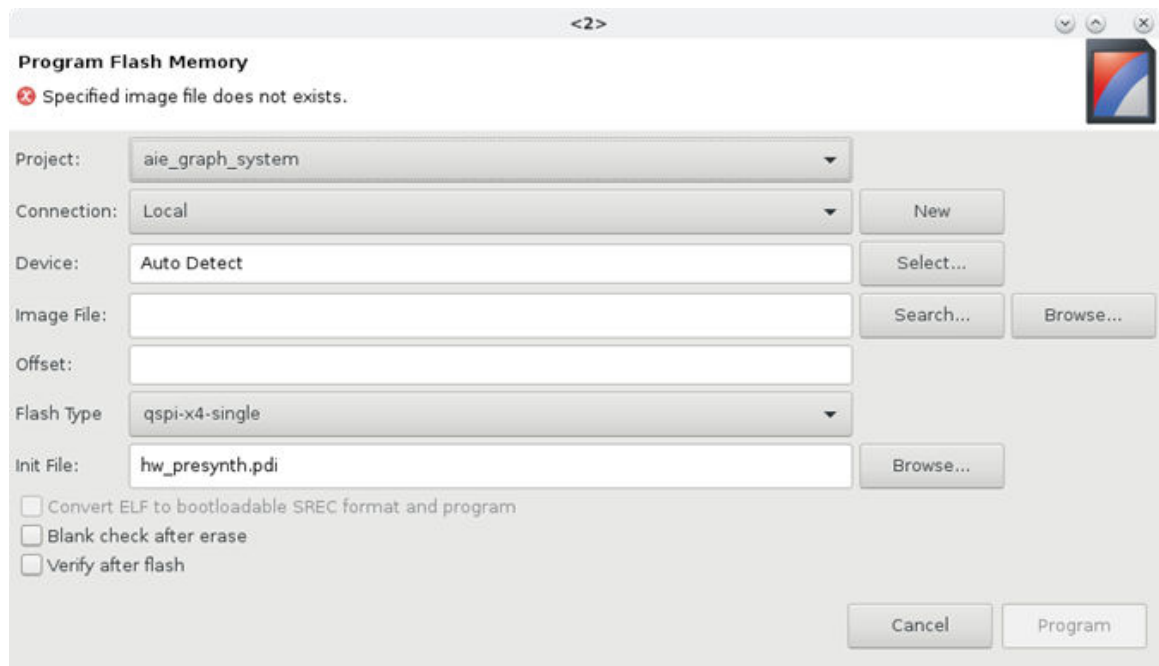 <2>
Program Flash Memory
Specified image file does not exists.
Project: aie_graph_system
Connection: Local New
Device: Auto Detect Select...
Image File: Search... Browse...
Offset:
Flash Type qspi-x4-single
Init File: hw_presynth.pdi Browse...
Convert ELF to bootloadable SREC format and program
Blank check after erase
Verify after flash
Cancel Program